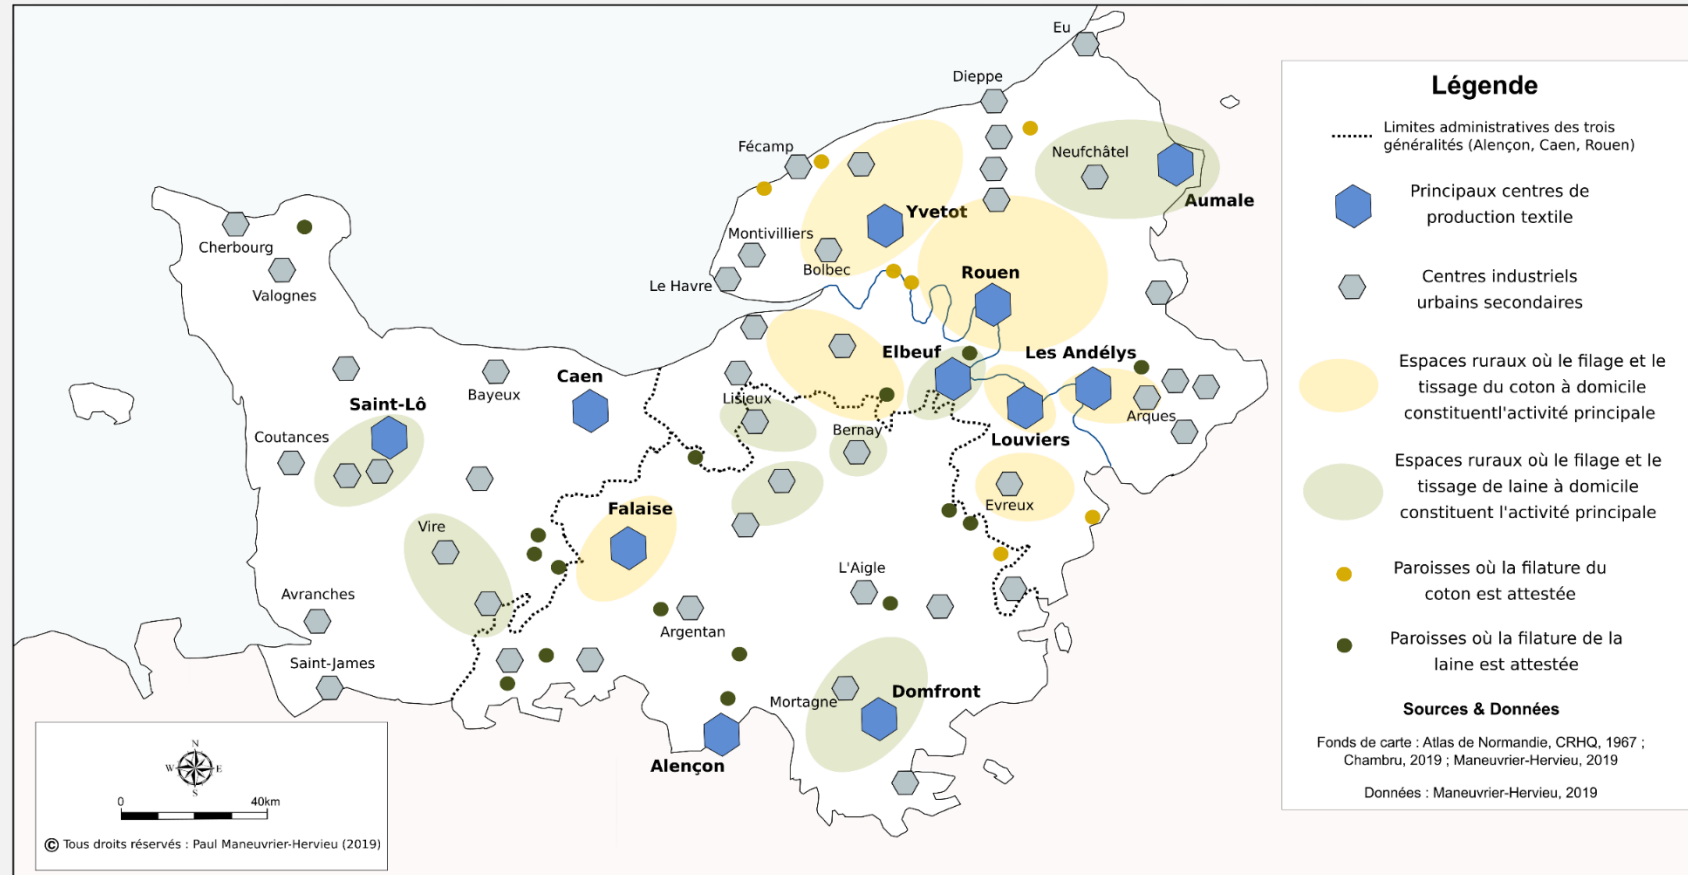 Eu
Dieppe
Fécamp
Neufchâtel
Aumale
Yvetot
Cherbourg
Montivilliers
Bolbec
Rouen
Valognes
Le Havre
Elbeuf
Les Andélys
Caen
Bayeux
Saint-Lô
Lisieux
Arques
Coutances
Bernay
Louviers
Falaise
Evreux
Vire
L'Aigle
Avranches
Argentan
Saint-James
Mortagne
Domfront
Alençon
N
W E
S
0 40km
© Tous droits réservés : Paul Maneuvrier-Hervieu (2019)
Légende
Limites administratives des trois
généralités (Alençon, Caen, Rouen)
Principaux centres de
production textile
Centres industriels
urbains secondaires
Espaces ruraux où le filage et le
tissage du coton à domicile
constituentl'activité principale
Espaces ruraux où le filage et le
tissage de laine à domicile
constituent l'activité principale
Paroisses où la filature du
coton est attestée
Paroisses où la filature de la
laine est attestée
Sources & Données
Fonds de carte : Atlas de Normandie, CRHQ, 1967 ;
Chambru, 2019 ; Maneuvrier-Hervieu, 2019
Données : Maneuvrier-Hervieu, 2019